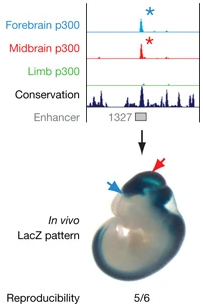 Forebrain p300
*
Midbrain p300
*
Limb p300
Conservation
Enhancer 1327
In vivo
LacZ pattern
Reproducibility 5/6